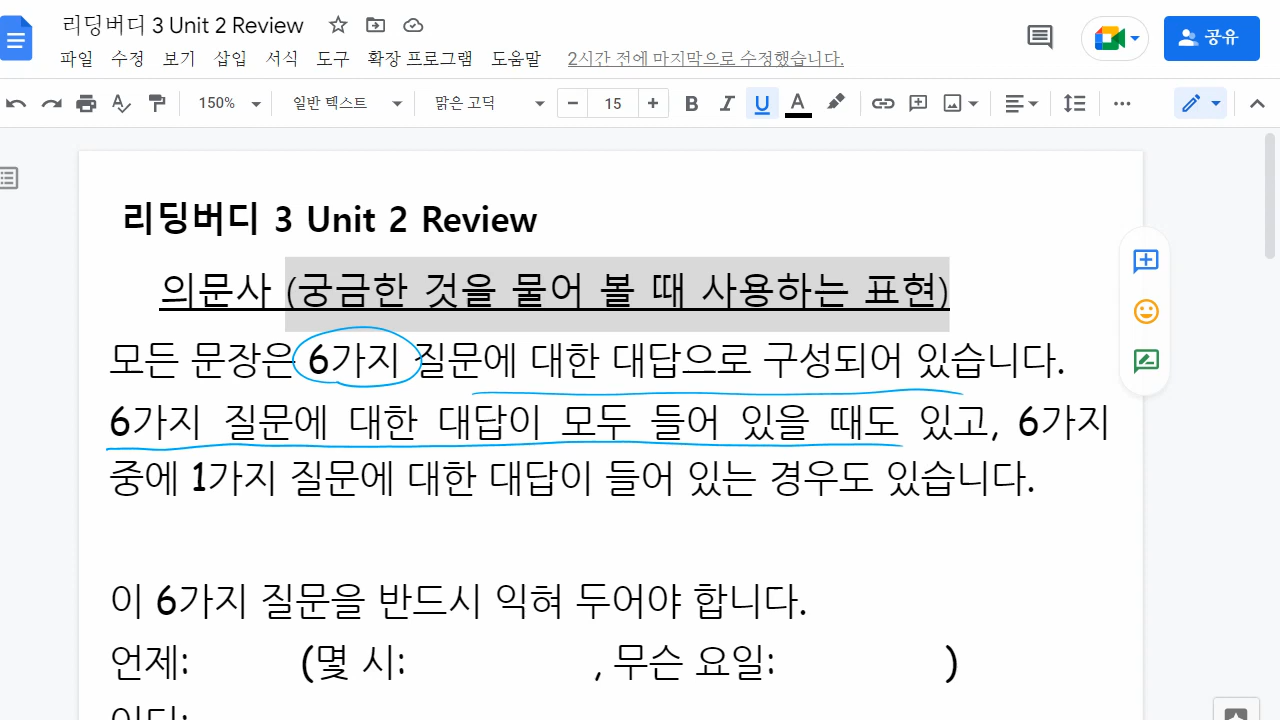 리딩버디 3 Unit 2 Review
파일 수정 보기 삽입 서식 도구 확장 프로그램 도움말 2시간 전에 마지막으로 수정했습니다.
공유
150% 일반 텍스트 맑은 고딕 15 B I U A
리딩버디 3 Unit 2 Review
의문사 (궁금한 것을 물어 볼 때 사용하는 표현)
모든 문장은 6가지 질문에 대한 대답으로 구성되어 있습니다.
6가지 질문에 대한 대답이 모두 들어 있을 때도 있고, 6가지
중에 1가지 질문에 대한 대답이 들어 있는 경우도 있습니다.
이 6가지 질문을 반드시 익혀 두어야 합니다.
언제: (몇 시: , 무슨 요일: )
어디: